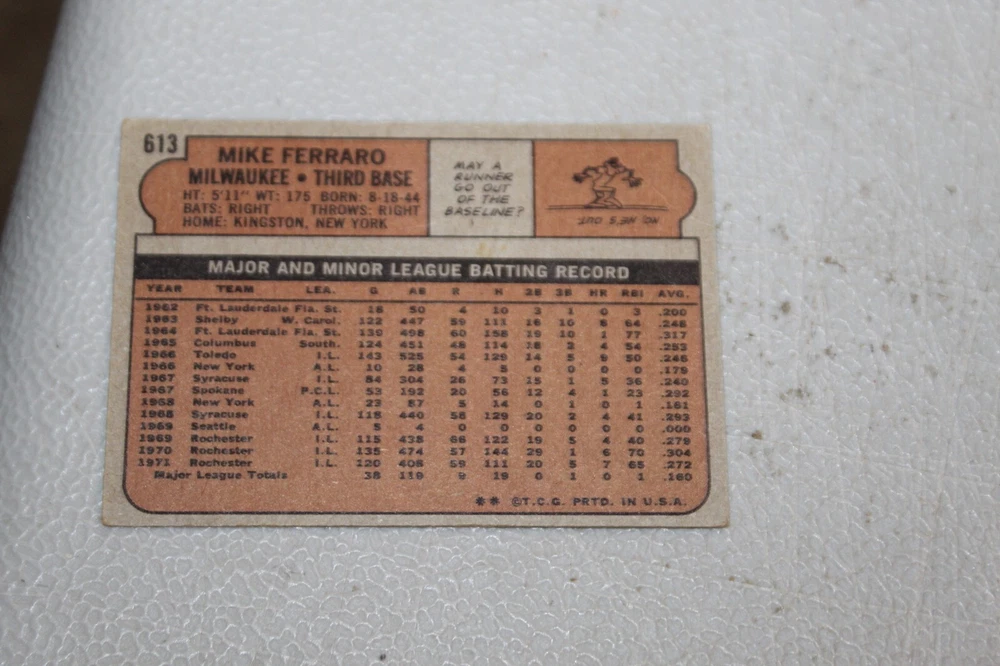 613
MIKE FERRARO
MILWAUKEE • THIRD BASE
HT: 5'11" WT: 175 BORN: 8-18-44
BATS: RIGHT THROWS: RIGHT
HOME: KINGSTON, NEW YORK
MAY A
RUNNER
GO OUT
OF THE
BASELINE?
NO, HE'S OUT.
MAJOR AND MINOR LEAGUE BATTING RECORD
YEAR TEAM LEA. G AB R H 2B 3B HR RBI AVG.
1962 Ft. Lauderdale Fla. St. 18 50 4 10 3 1 0 3 .200
1963 Shelby W. Carol. 122 447 59 111 16 10 8 64 .248
1964 Ft. Lauderdale Fla. St. 139 498 60 158 19 10 1 77 .317
1965 Columbus South. 124 451 48 114 18 2 4 54 .253
1966 Toledo I.L. 143 525 54 129 14 5 9 50 .246
1966 New York A.L. 10 28 4 5 0 0 0 0 .179
1967 Syracuse I.L. 84 304 26 73 15 1 5 36 .240
1967 Spokane P.C.L. 53 192 20 56 12 4 1 23 .292
1968 New York A.L. 23 87 5 14 0 1 0 1 .161
1968 Syracuse I.L. 118 440 58 129 20 2 4 41 .293
1969 Seattle A.L. 5 4 0 0 0 0 0 0 .000
1969 Rochester I.L. 115 438 66 122 19 5 4 40 .279
1970 Rochester I.L. 135 474 57 144 29 1 6 70 .304
1971 Rochester I.L. 120 408 59 111 20 5 7 65 .272
Major League Totals 38 119 9 19 0 1 0 1 .160
** ©T.C.G. PRTD. IN U.S.A.